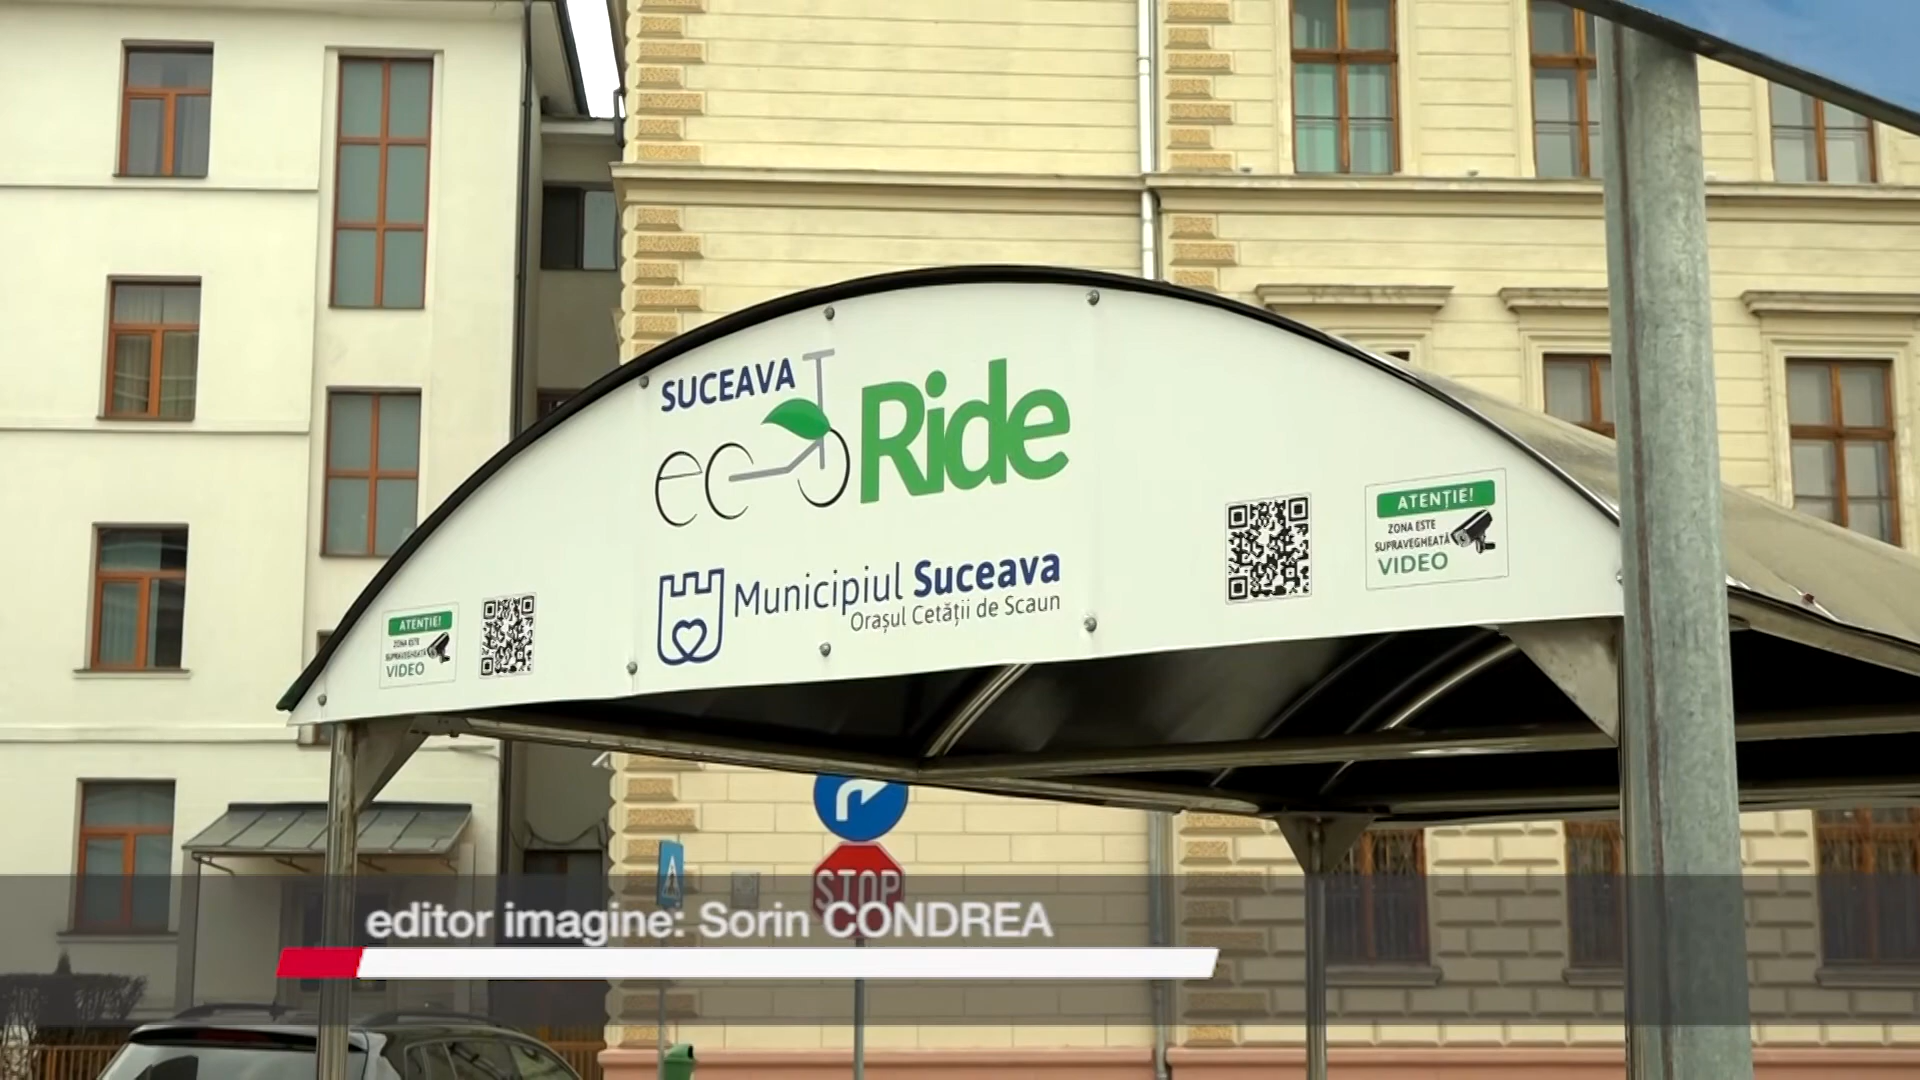 SUCEAVA
eco Ride
Municipiul Suceava
Orașul Cetății de Scaun
ATENȚIE!
ZONA ESTE
SUPRAVEGHEATĂ
VIDEO
ATENȚIE!
ZONA ESTE
SUPRAVEGHEATĂ
VIDEO
STOP
editor imagine: Sorin CONDREA